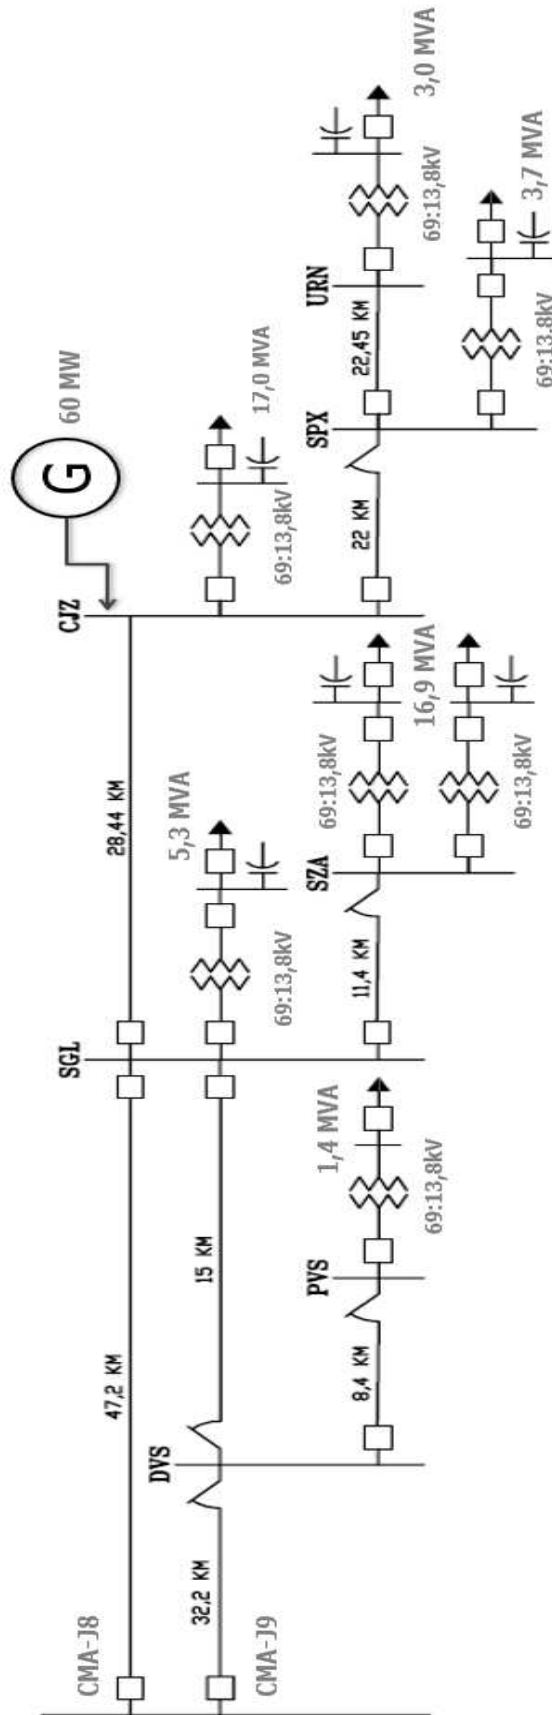 CMA-J8
47,2 KM
SGL
28,44 KM
CJZ
G
60 MW
CMA-J9
32,2 KM
DVS
15 KM
69:13,8kV
5,3 MVA
69:13,8kV
17,0 MVA
8,4 KM
PVS
69:13,8kV
1,4 MVA
11,4 KM
SZA
69:13,8kV
69:13,8kV
16,9 MVA
22 KM
SPX
22,45 KM
URN
69:13,8kV
3,0 MVA
69:13,8kV
3,7 MVA